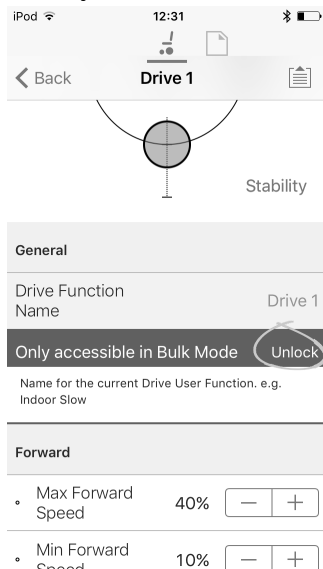 iPod 12:31
Back Drive 1
Stability
General
Drive Function
Name
Drive 1
Only accessible in Bulk Mode Unlock
Name for the current Drive User Function. e.g.
Indoor Slow
Forward
Max Forward
Speed
40% — +
Min Forward
Speed
10% — +